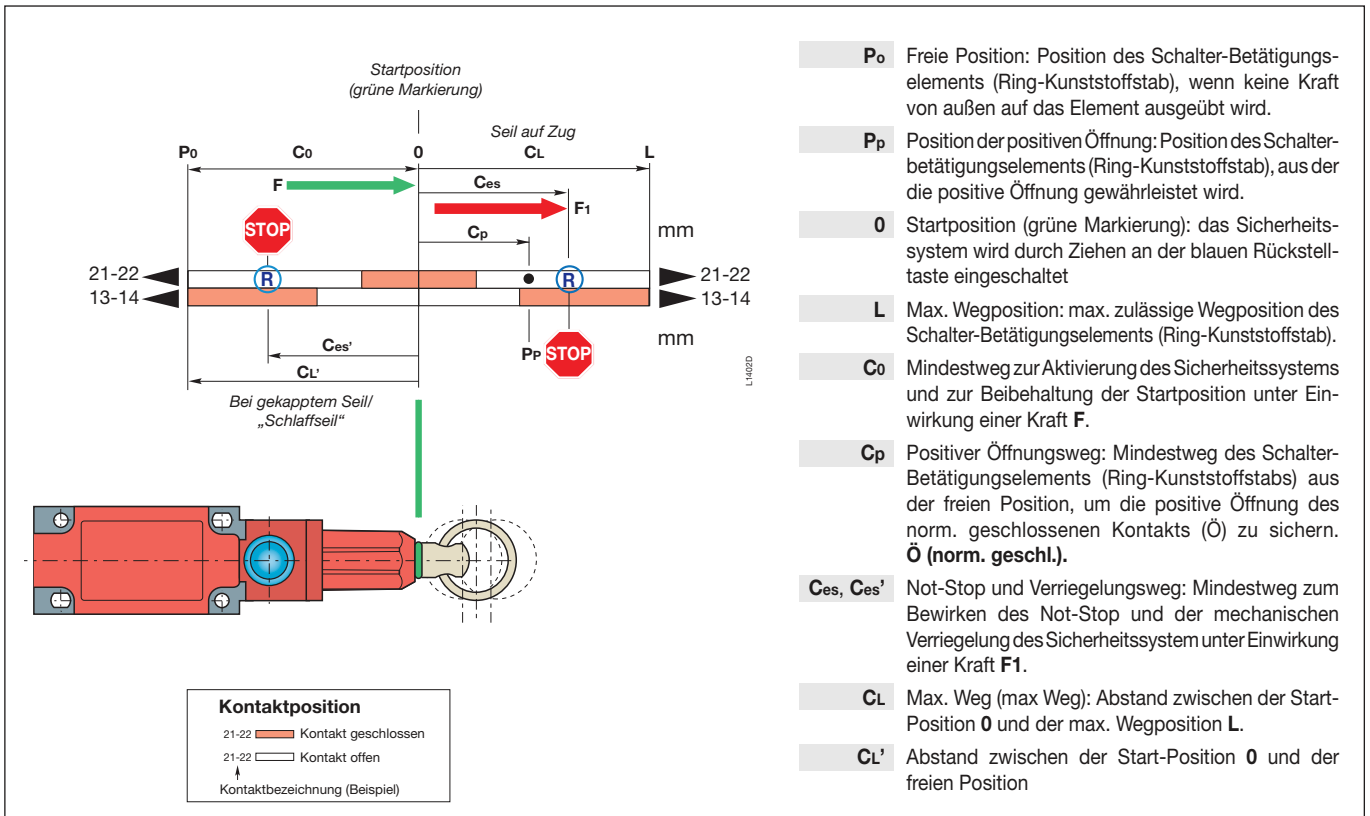 Startposition
(grüne Markierung)
Seil auf Zug
P0 C0 0 CL L
F Ces
F1
STOP Cp
mm
21-22 R R 21-22
13-14 13-14
mm
Ces' PP STOP
CL'
L1402D
Bei gekapptem Seil/
„Schlaffseil“
Kontaktposition
21-22 Kontakt geschlossen
21-22 Kontakt offen
Kontaktbezeichnung (Beispiel)
Po Freie Position: Position des Schalter-Betätigungs-
elements (Ring-Kunststoffstab), wenn keine Kraft
von außen auf das Element ausgeübt wird.
Pp Position der positiven Öffnung: Position des Schalter-
betätigungselements (Ring-Kunststoffstab), aus der
die positive Öffnung gewährleistet wird.
0 Startposition (grüne Markierung): das Sicherheits-
system wird durch Ziehen an der blauen Rückstell-
taste eingeschaltet
L Max. Wegposition: max. zulässige Wegposition des
Schalter-Betätigungselements (Ring-Kunststoffstab).
C0 Mindestweg zur Aktivierung des Sicherheitssystems
und zur Beibehaltung der Startposition unter Ein-
wirkung einer Kraft F.
Cp Positiver Öffnungsweg: Mindestweg des Schalter-
Betätigungselements (Ring-Kunststoffstabs) aus
der freien Position, um die positive Öffnung des
norm. geschlossenen Kontakts (Ö) zu sichern.
Ö (norm. geschl.).
Ces, Ces’ Not-Stop und Verriegelungsweg: Mindestweg zum
Bewirken des Not-Stop und der mechanischen
Verriegelung des Sicherheitssystem unter Einwirkung
einer Kraft F1.
CL Max. Weg (max Weg): Abstand zwischen der Start-
Position 0 und der max. Wegposition L.
CL’ Abstand zwischen der Start-Position 0 und der
freien Position